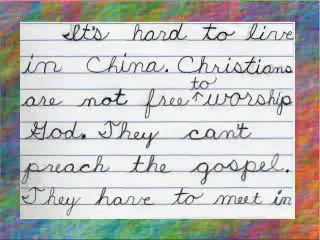 It's hard to live
in China. Christians
are not free to worship
God. They can't
preach the gospel.
They have to meet in